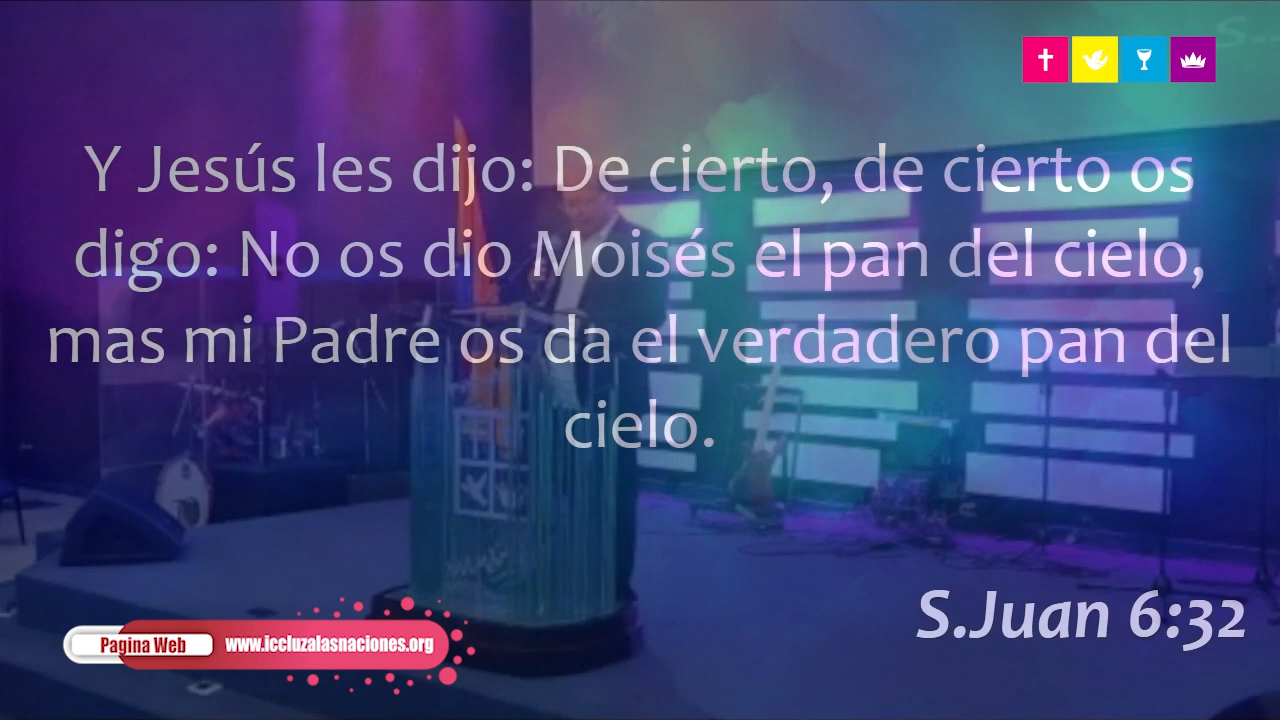 Y Jesús les dijo: De cierto, de cierto os
digo: No os dio Moisés el pan del cielo,
mas mi Padre os da el verdadero pan del
cielo.
S.Juan 6:32
Pagina Web
www.iccluzalasnaciones.org